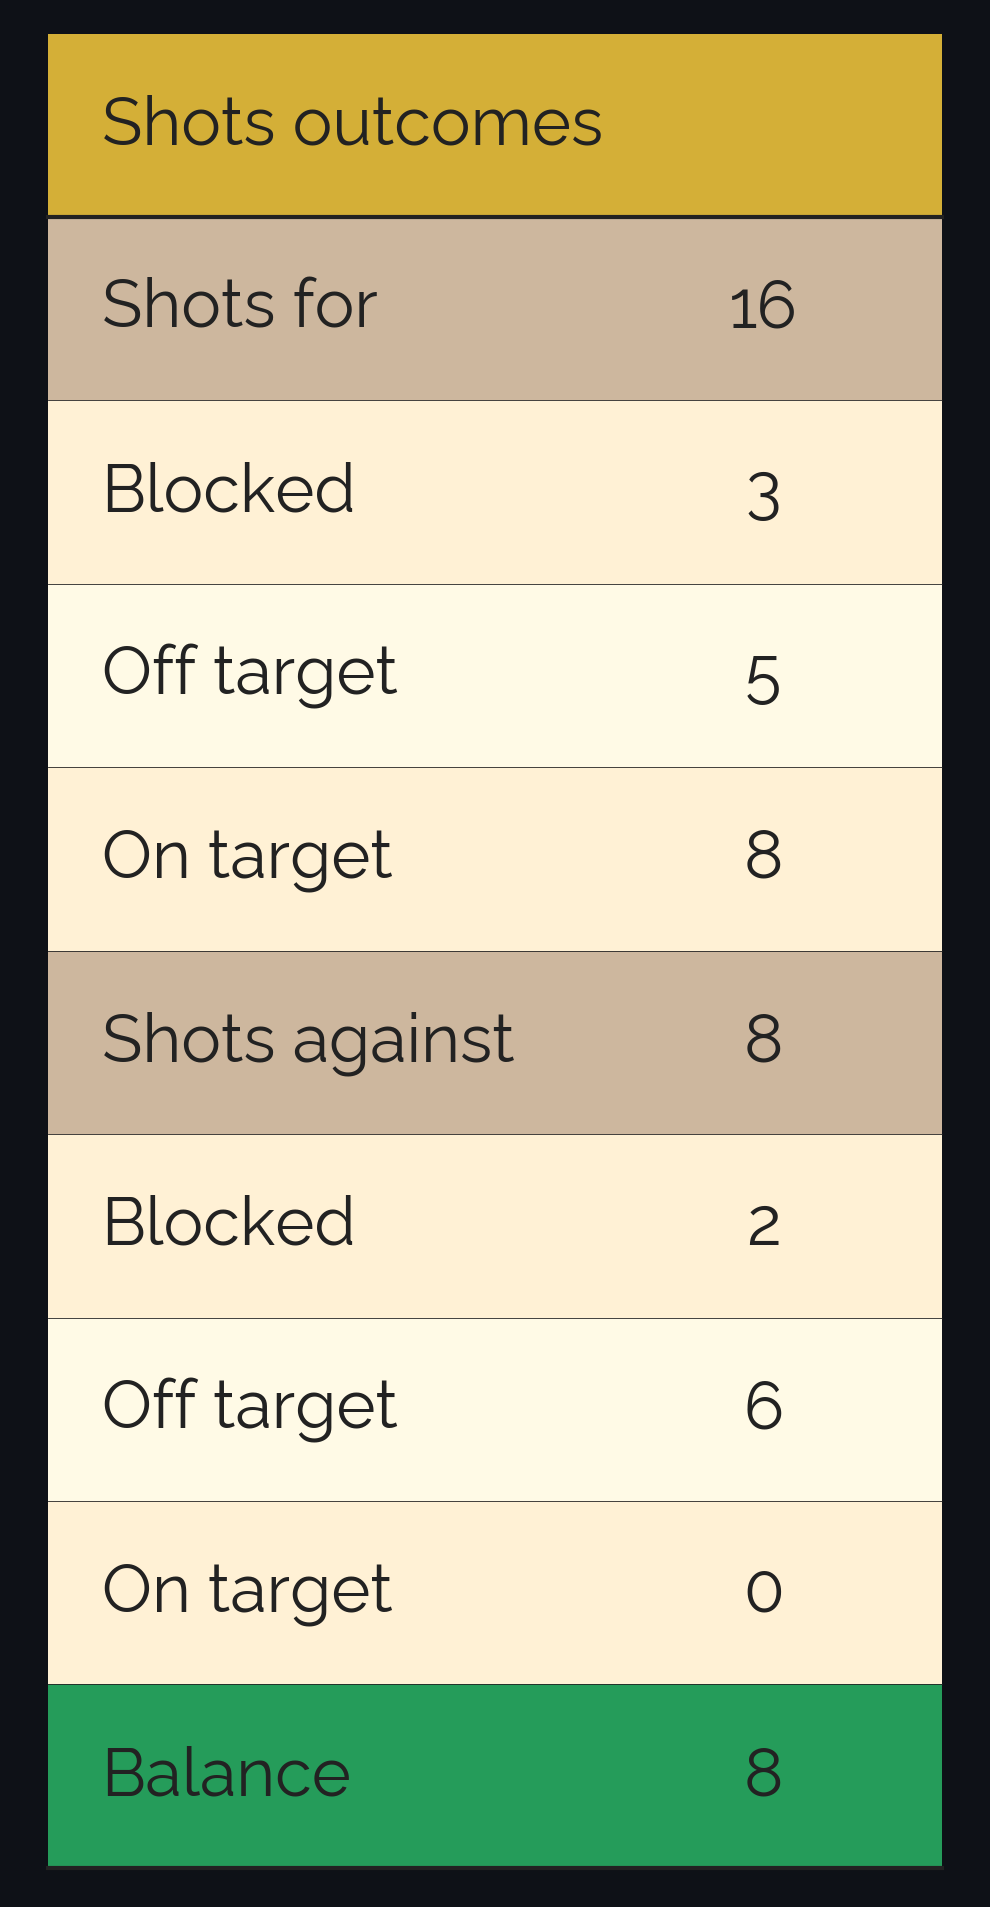 Shots outcomes
Shots for 16
Blocked 3
Off target 5
On target 8
Shots against 8
Blocked 2
Off target 6
On target 0
Balance 8